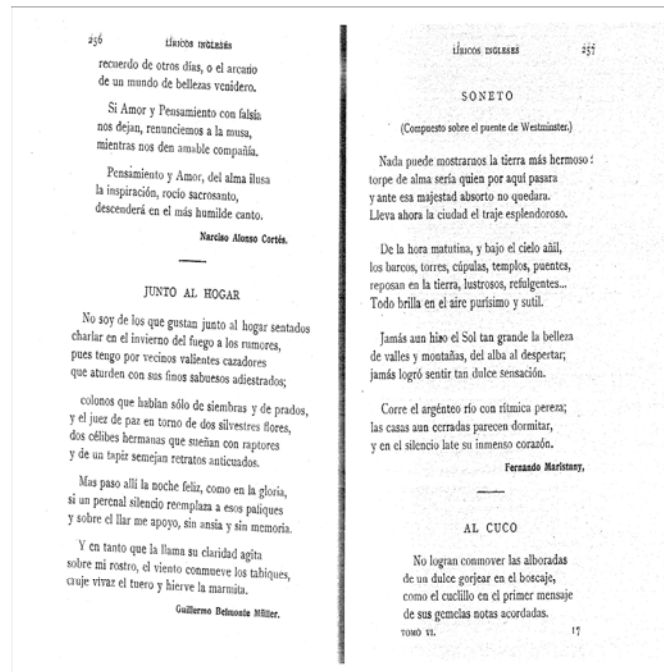 256 LÍRICOS INGLESES
recuerdo de otros días, o el arcano
de un mundo de bellezas venidero.
Si Amor y Pensamiento con falsía
nos dejan, renunciemos a la musa,
mientras nos den amable compañía.
Pensamiento y Amor, del alma ilusa
la inspiración, rocío sacrosanto,
descenderá en el más humilde canto.
Narciso Alonso Cortés.
JUNTO AL HOGAR
No soy de los que gustan junto al hogar sentados
charlar en el invierno del fuego a los rumores,
pues tengo por vecinos valientes cazadores
que aturden con sus finos sabuesos adiestrados;
colonos que hablan sólo de siembras y de prados,
y el juez de paz en torno de dos silvestres flores,
dos célibes hermanas que sueñan con raptores
y de un tapiz semejan retratos anticuados.
Mas paso allí la noche feliz, como en la gloria,
si un perenal silencio reemplaza a esos paliques
y sobre el llar me apoyo, sin ansia y sin memoria.
Y en tanto que la llama su claridad agita
sobre mi rostro, el viento conmueve los tabiques,
cruje vivaz el tuero y hierve la marmita.
Guillermo Belmonte Müller.
LÍRICOS INGLESES 257
SONETO
(Compuesto sobre el puente de Westminster.)
Nada puede mostrarnos la tierra más hermoso:
torpe de alma sería quien por aquí pasara
y ante esa majestad absorto no quedara.
Lleva ahora la ciudad el traje esplendoroso.
De la hora matutina, y bajo el cielo añil,
los barcos, torres, cúpulas, templos, puentes,
reposan en la tierra, lustrosos, refulgentes...
Todo brilla en el aire purísimo y sutil.
Jamás aun hizo el Sol tan grande la belleza
de valles y montañas, del alba al despertar;
jamás logró sentir tan dulce sensación.
Corre el argénteo río con rítmica pereza;
las casas aun cerradas parecen dormitar,
y en el silencio late su inmenso corazón.
Fernando Maristany,
AL CUCO
No logran conmover las alboradas
de un dulce gorjear en el boscaje,
como el cuclillo en el primer mensaje
de sus gemelas notas acordadas.
TOMO VI. 17